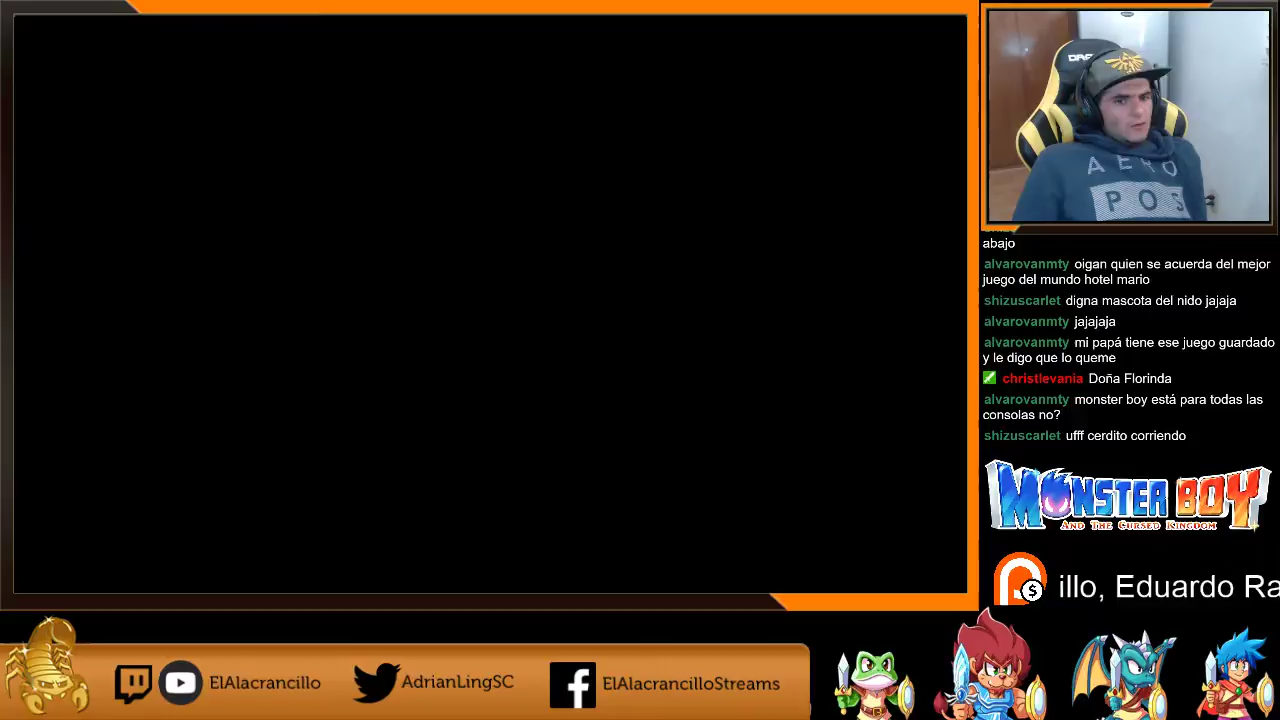 DRA
AERO
POS
abajo
alvarovanmty oigan quien se acuerda del mejor
juego del mundo hotel mario
shizuscarlet digna mascota del nido jajaja
alvarovanmty jajajaja
alvarovanmty mi papá tiene ese juego guardado
y le digo que lo queme
christlevania Doña Florinda
alvarovanmty monster boy está para todas las
consolas no?
shizuscarlet ufff cerdito corriendo
MONSTER BOY
AND THE CURSED KINGDOM
$ illo, Eduardo Ra
ElAlacrancillo
AdrianLingSC
ElAlacrancilloStreams